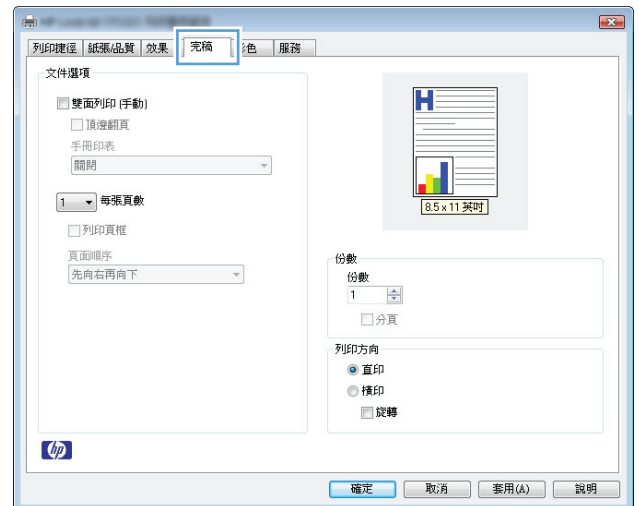 列印捷徑 紙張/品質 效果 完稿 色 服務
文件選項
雙面列印 (手動)
頂邊翻頁
手冊印表
關閉
1 每張頁數
列印頁框
頁面順序
先向右再向下
H
8.5 x 11 英吋
份數
份數
1
分頁
列印方向
直印
橫印
旋轉
hp
確定 取消 套用(A) 說明